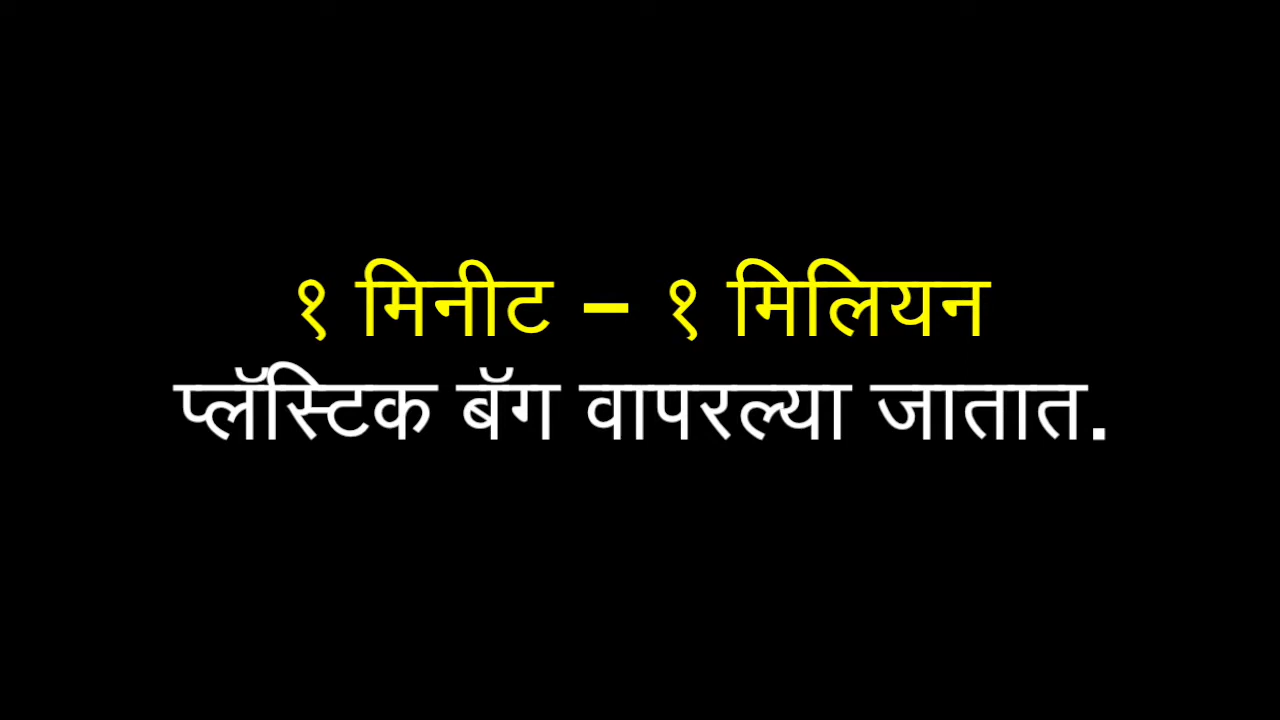 १ मिनीट – १ मिलियन
प्लॅस्टिक बॅग वापरल्या जातात.